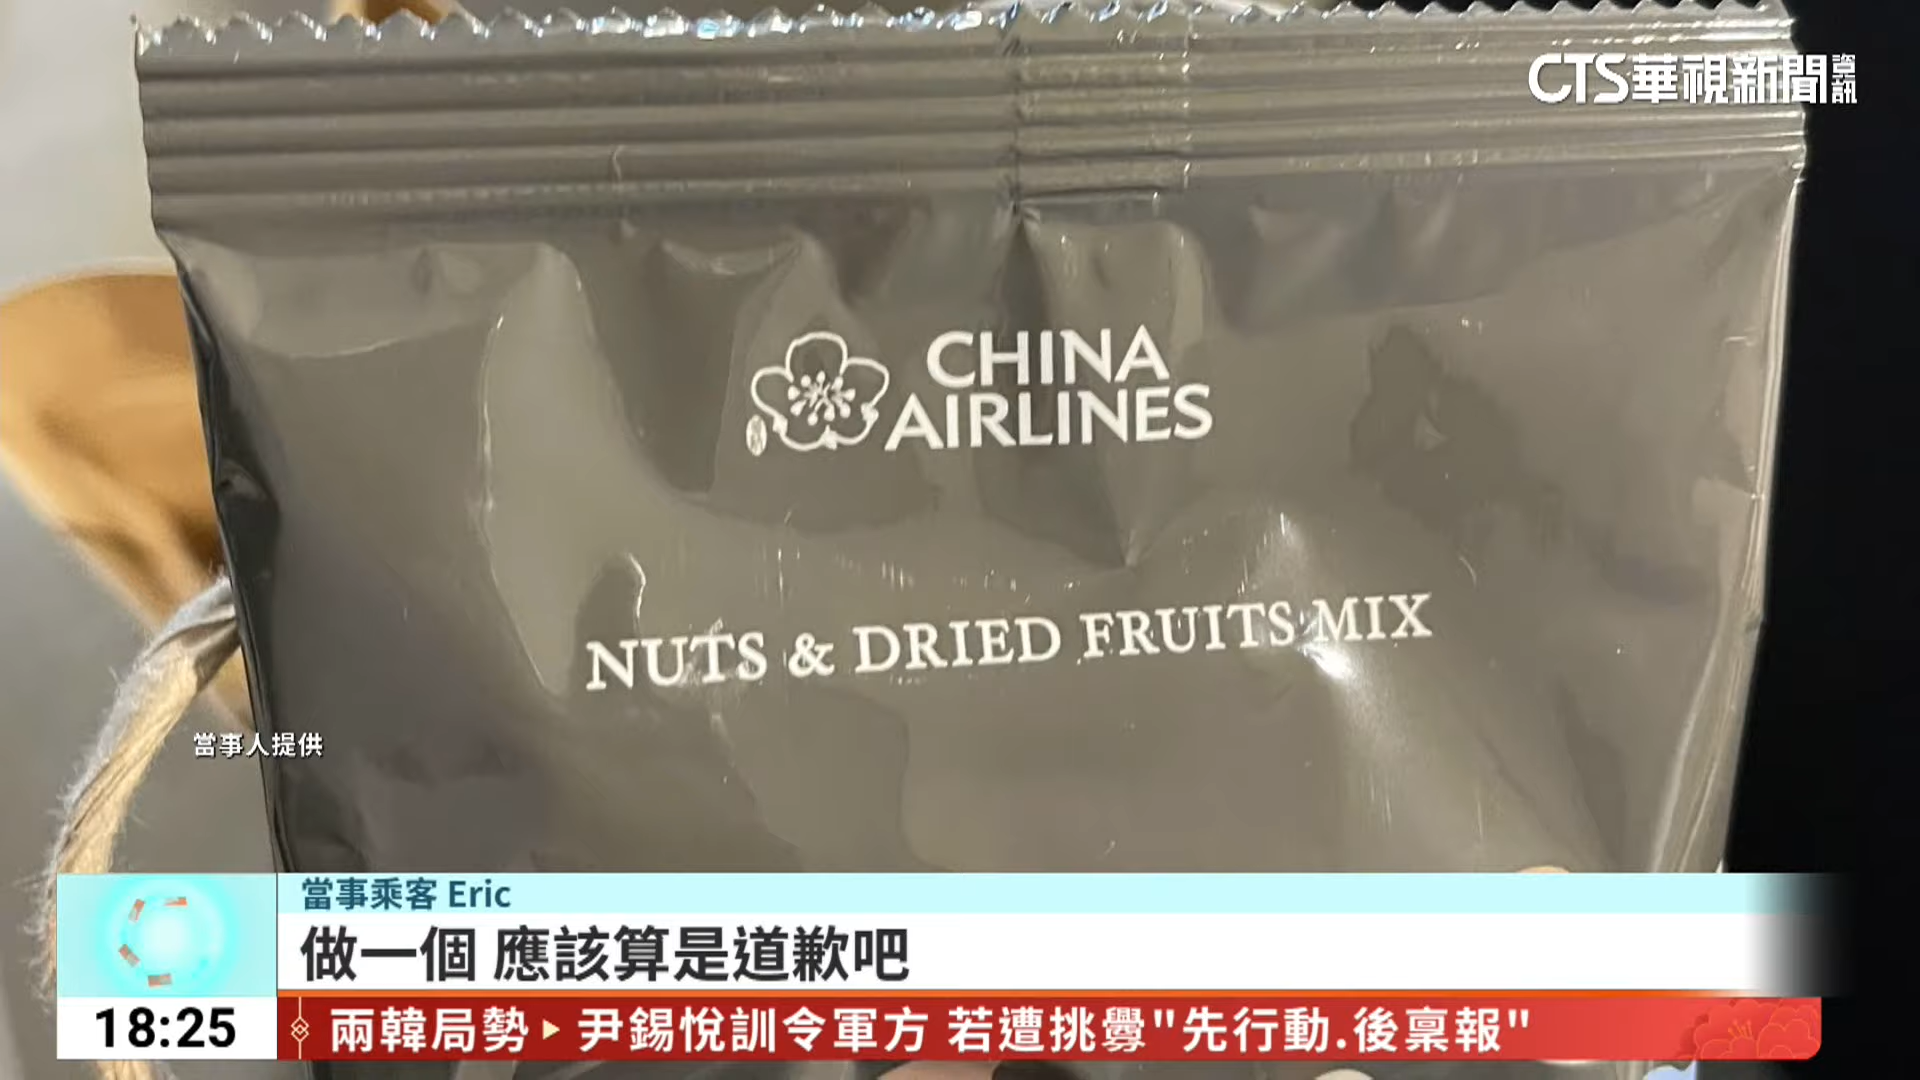 CTS華視新聞資訊
CHINA
AIRLINES
NUTS & DRIED FRUITS MIX
當事人提供
當事乘客 Eric
做一個 應該算是道歉吧
18:25
兩韓局勢▶尹錫悅訓令軍方 若遭挑釁"先行動.後稟報"